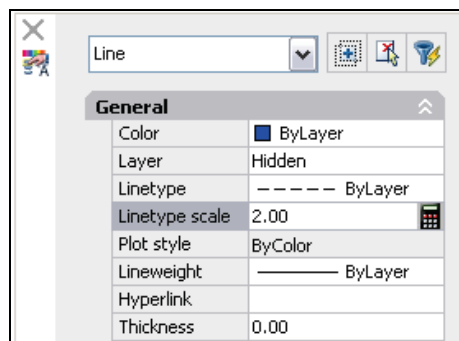 Line
General
Color ByLayer
Layer Hidden
Linetype ByLayer
Linetype scale 2.00
Plot style ByColor
Lineweight ByLayer
Hyperlink
Thickness 0.00